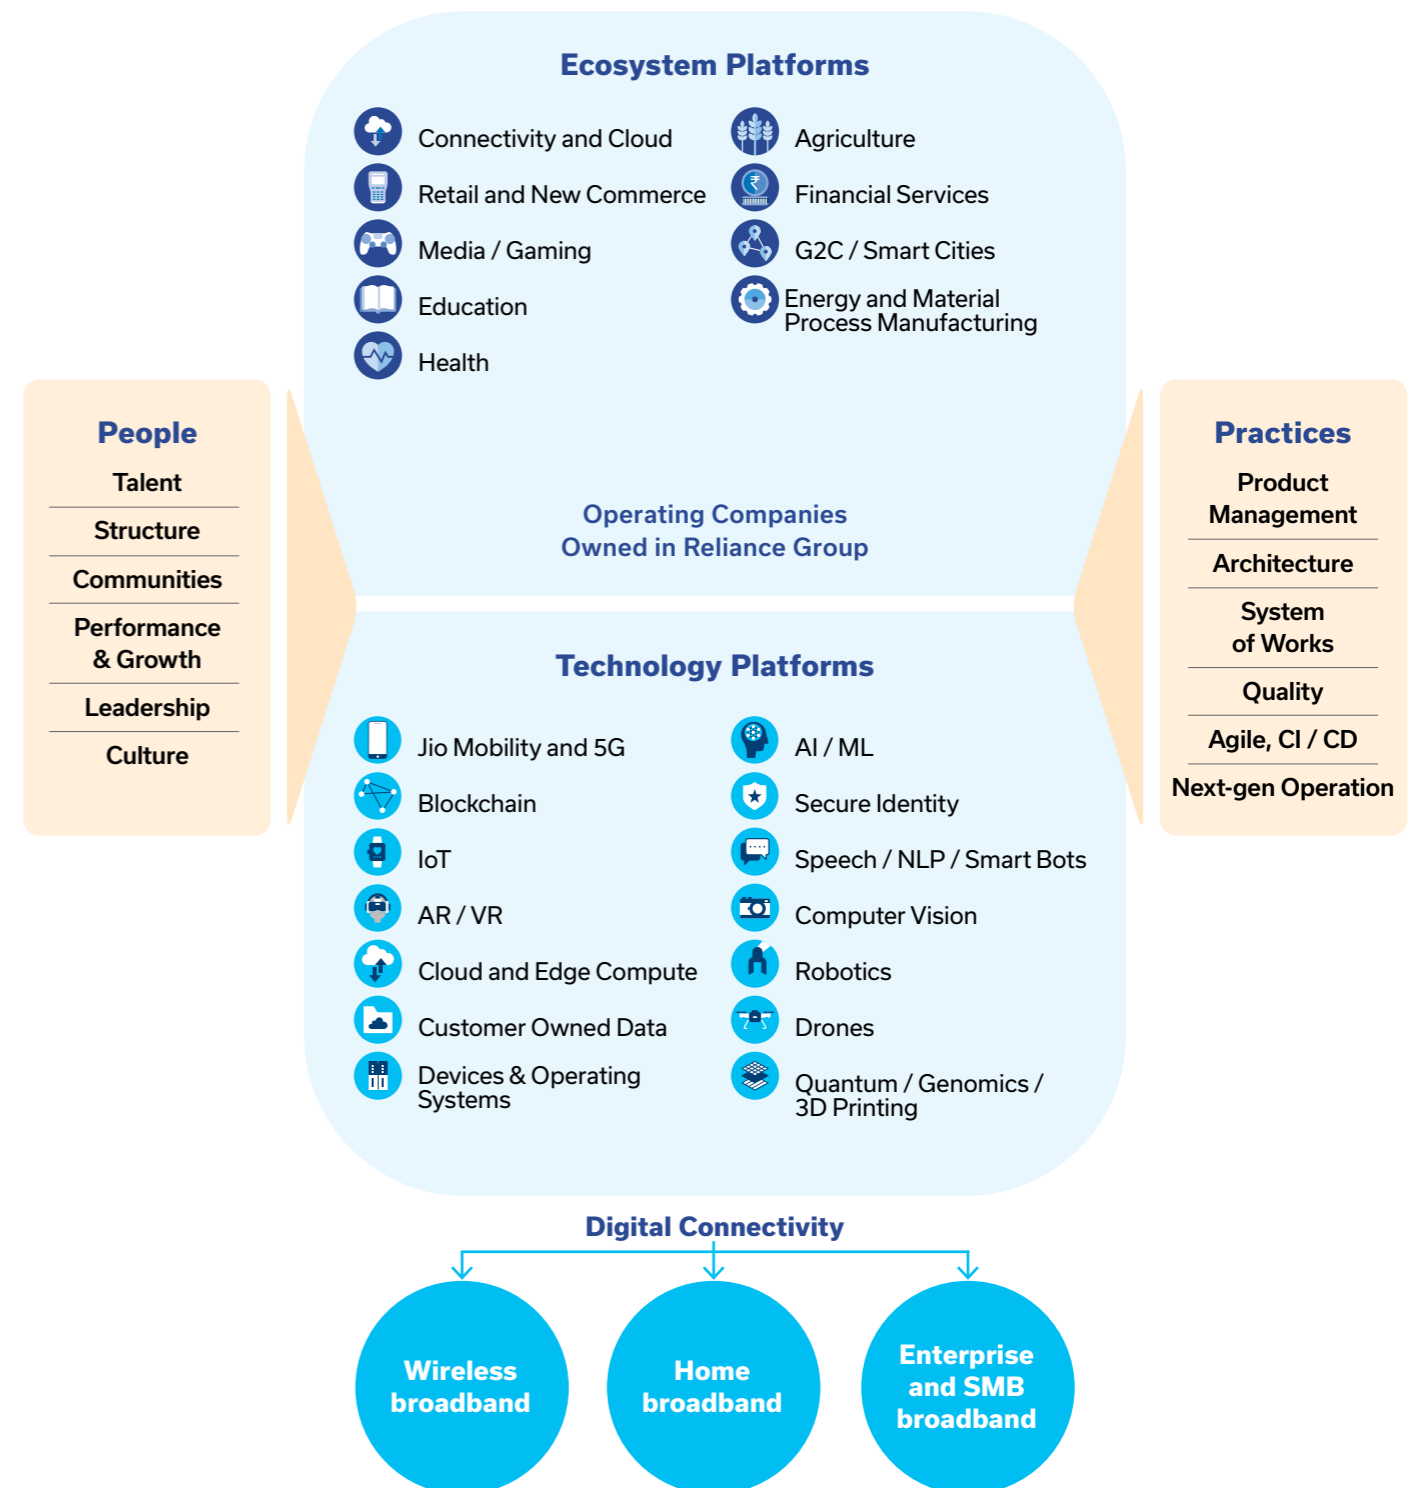 Ecosystem Platforms
Connectivity and Cloud
Retail and New Commerce
Media / Gaming
Education
Health
Agriculture
₹
Financial Services
G2C / Smart Cities
Energy and Material
Process Manufacturing
Operating Companies
Owned in Reliance Group
People
Talent
Structure
Communities
Performance
& Growth
Leadership
Culture
Practices
Product
Management
Architecture
System
of Works
Quality
Agile, CI / CD
Next-gen Operation
Technology Platforms
Jio Mobility and 5G
Blockchain
IoT
AR / VR
Cloud and Edge Compute
Customer Owned Data
Devices & Operating
Systems
AI / ML
Secure Identity
Speech / NLP / Smart Bots
Computer Vision
Robotics
Drones
Quantum / Genomics /
3D Printing
Digital Connectivity
Wireless
broadband
Home
broadband
Enterprise
and SMB
broadband